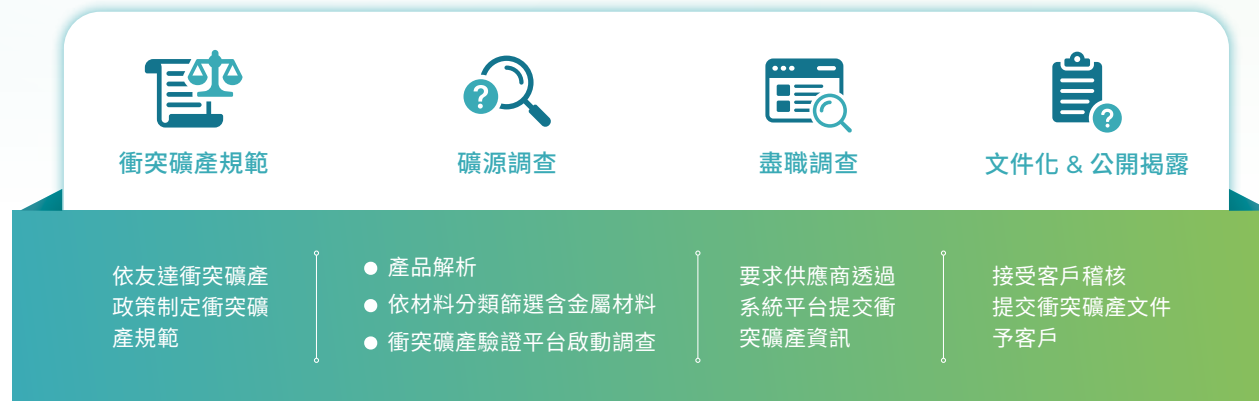 衝突礦產規範
礦源調查
盡職調查
文件化 & 公開揭露
依友達衝突礦產
政策制定衝突礦
產規範
● 產品解析
● 依材料分類篩選含金屬材料
● 衝突礦產驗證平台啟動調查
要求供應商透過
系統平台提交衝
突礦產資訊
接受客戶稽核
提交衝突礦產文件
予客戶